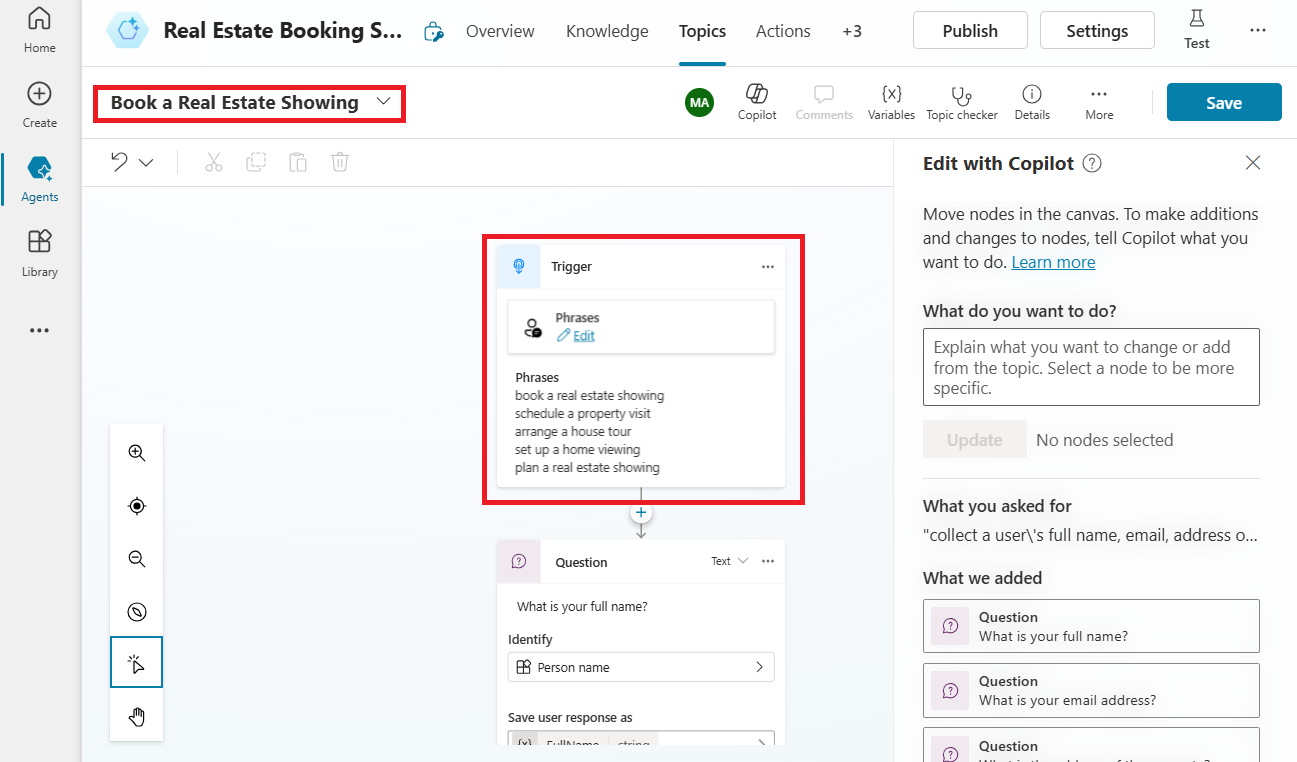 Home
Create
Agents
Library
Real Estate Booking S...
Overview
Knowledge
Topics
Actions
+3
Publish
Settings
Test
Book a Real Estate Showing
MA
Copilot
Comments
{x}
Variables
Topic checker
Details
More
Save
Trigger
Phrases
Edit
Phrases
book a real estate showing
schedule a property visit
arrange a house tour
set up a home viewing
plan a real estate showing
Question
Text
What is your full name?
Identify
Person name
Save user response as
{x} FullName string
Edit with Copilot
Move nodes in the canvas. To make additions
and changes to nodes, tell Copilot what you
want to do. Learn more
What do you want to do?
Explain what you want to change or add
from the topic. Select a node to be more
specific.
Update
No nodes selected
What you asked for
"collect a user\'s full name, email, address o...
What we added
Question
What is your full name?
Question
What is your email address?
Question